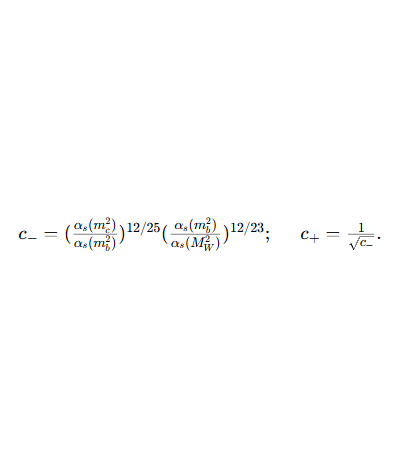 $c_- = (\frac{\alpha_s(m_c^2)}{\alpha_s(m_b^2)})^{12/25} (\frac{\alpha_s(m_b^2)}{\alpha_s(M_W^2)})^{12/23}; \quad c_+ = \frac{1}{\sqrt{c_-}}.$